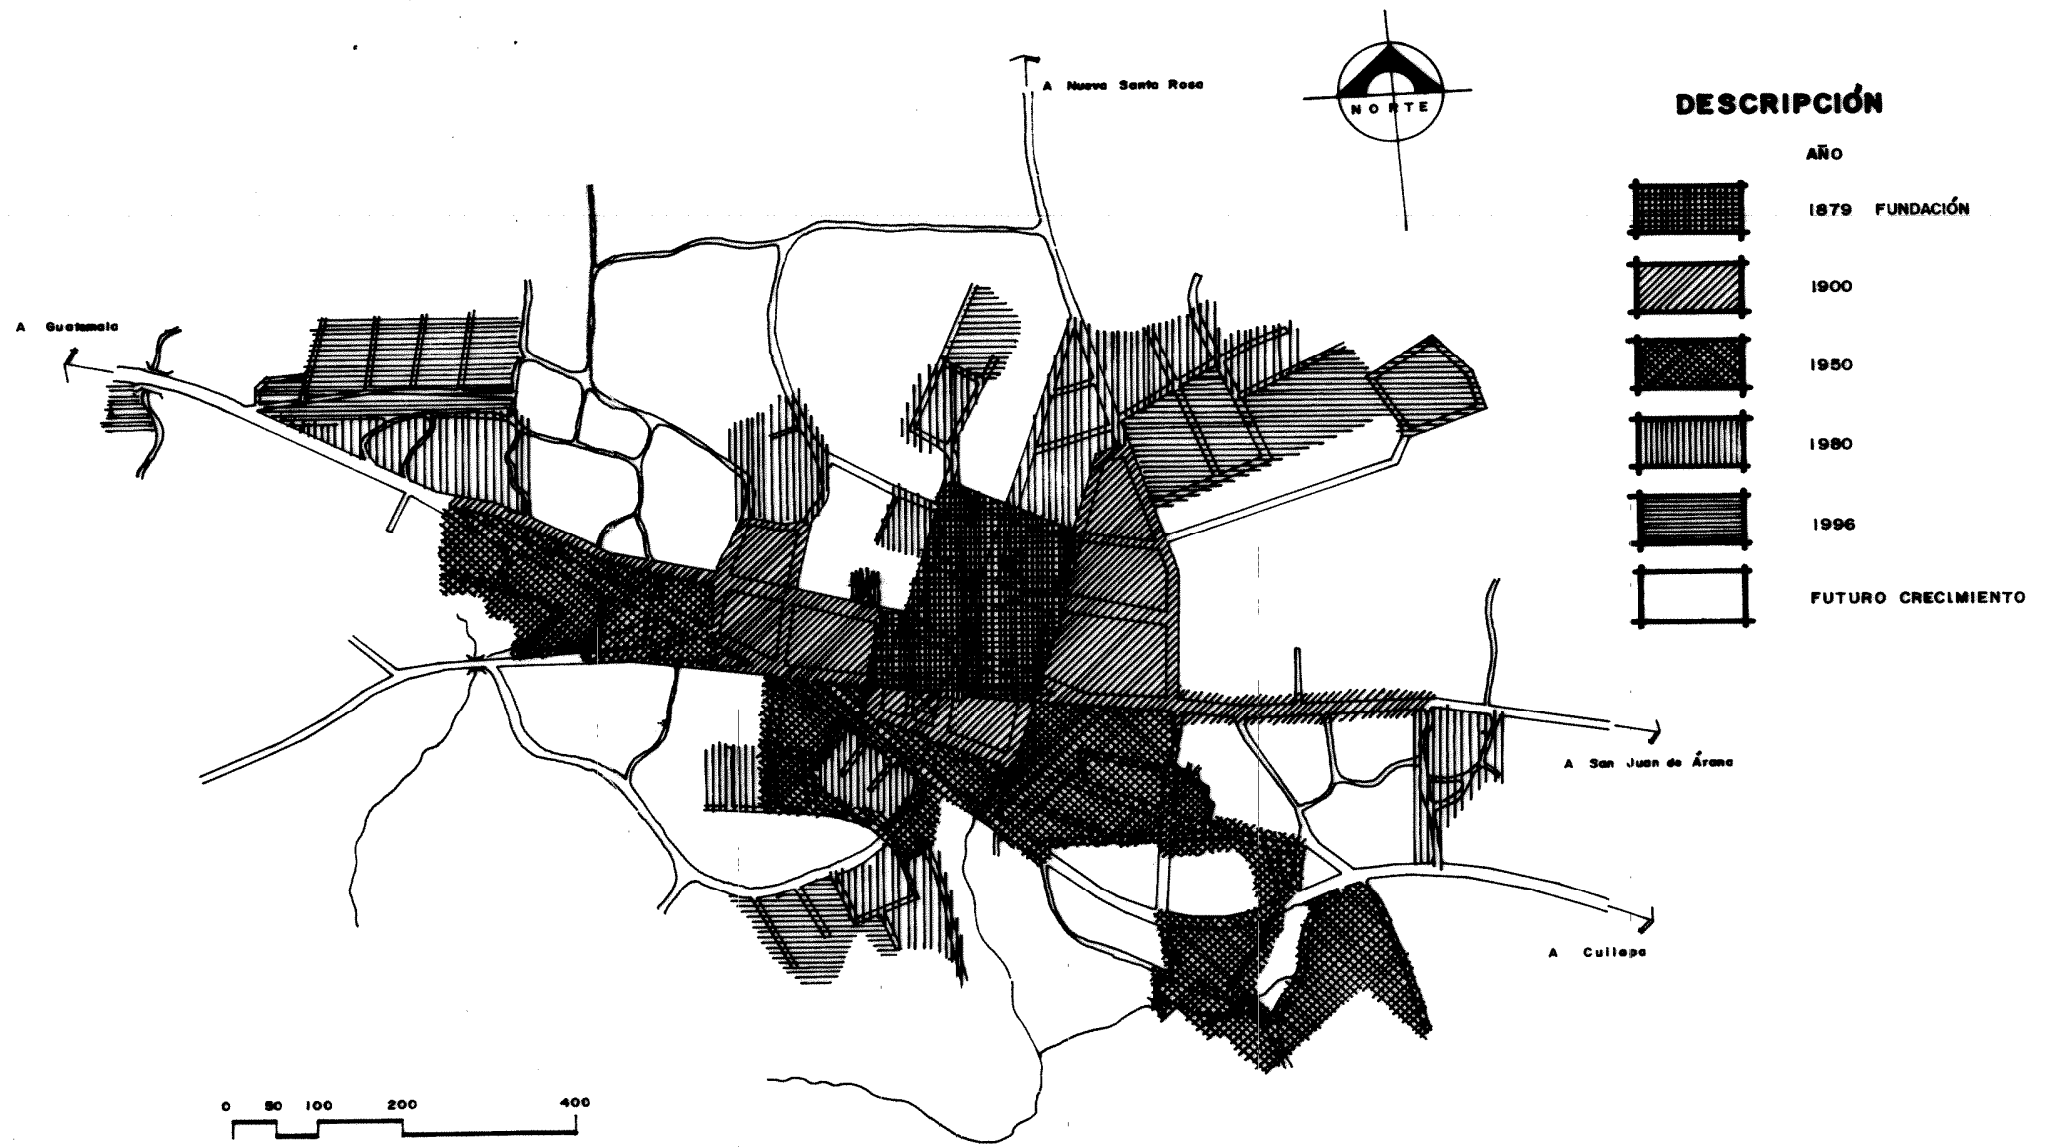 A Nueva Santa Rosa
NORTE
DESCRIPCIÓN
AÑO
1879 FUNDACIÓN
1900
A Guatemala
1950
1980
1996
FUTURO CRECIMIENTO
A San Juan de Árana
A Cuilapa
0 50 100 200 400